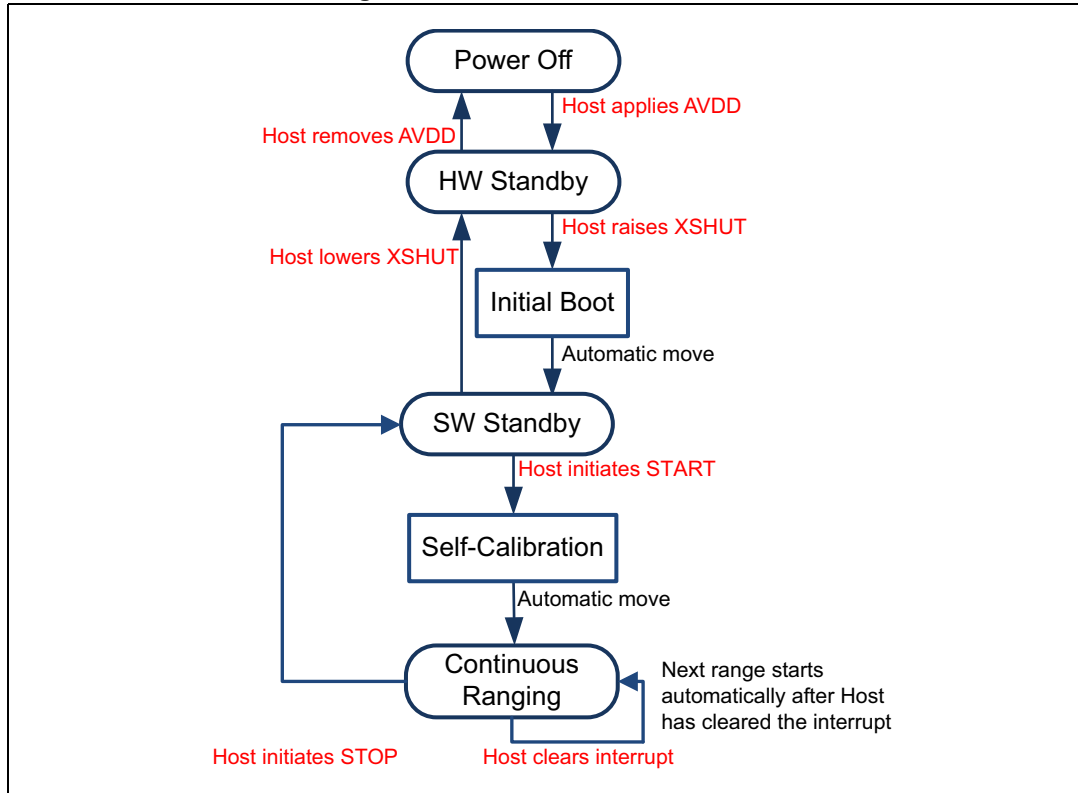 Power Off
Host applies AVDD
Host removes AVDD
HW Standby
Host raises XSHUT
Host lowers XSHUT
Initial Boot
Automatic move
SW Standby
Host initiates START
Self-Calibration
Automatic move
Continuous
Ranging
Next range starts
automatically after Host
has cleared the interrupt
Host initiates STOP
Host clears interrupt